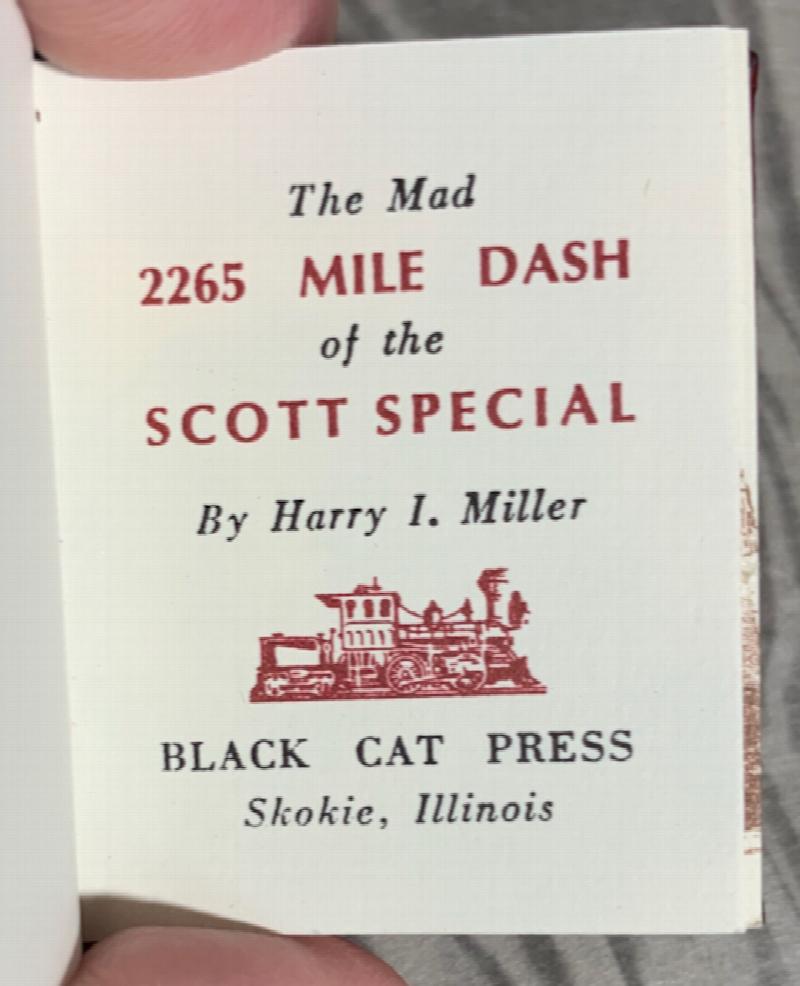 The Mad
2265 MILE DASH
of the
SCOTT SPECIAL
By Harry I. Miller
BLACK CAT PRESS
Skokie, Illinois